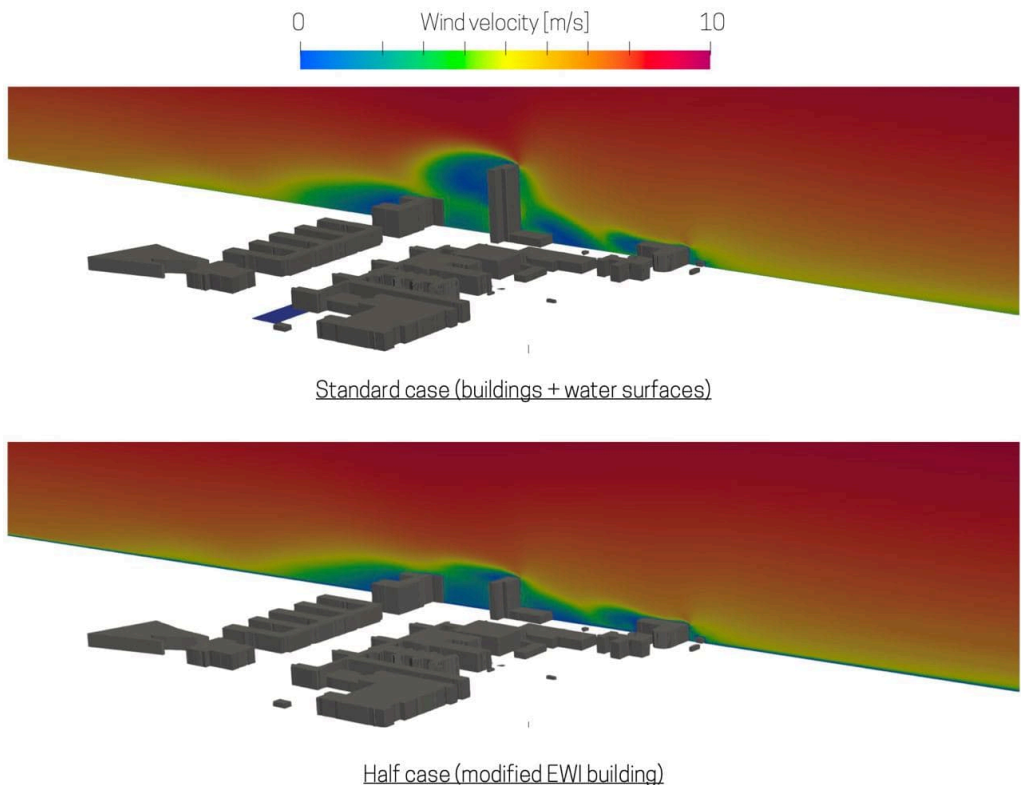 0 Wind velocity [m/s] 10
Standard case (buildings + water surfaces)
Half case (modified EWI building)